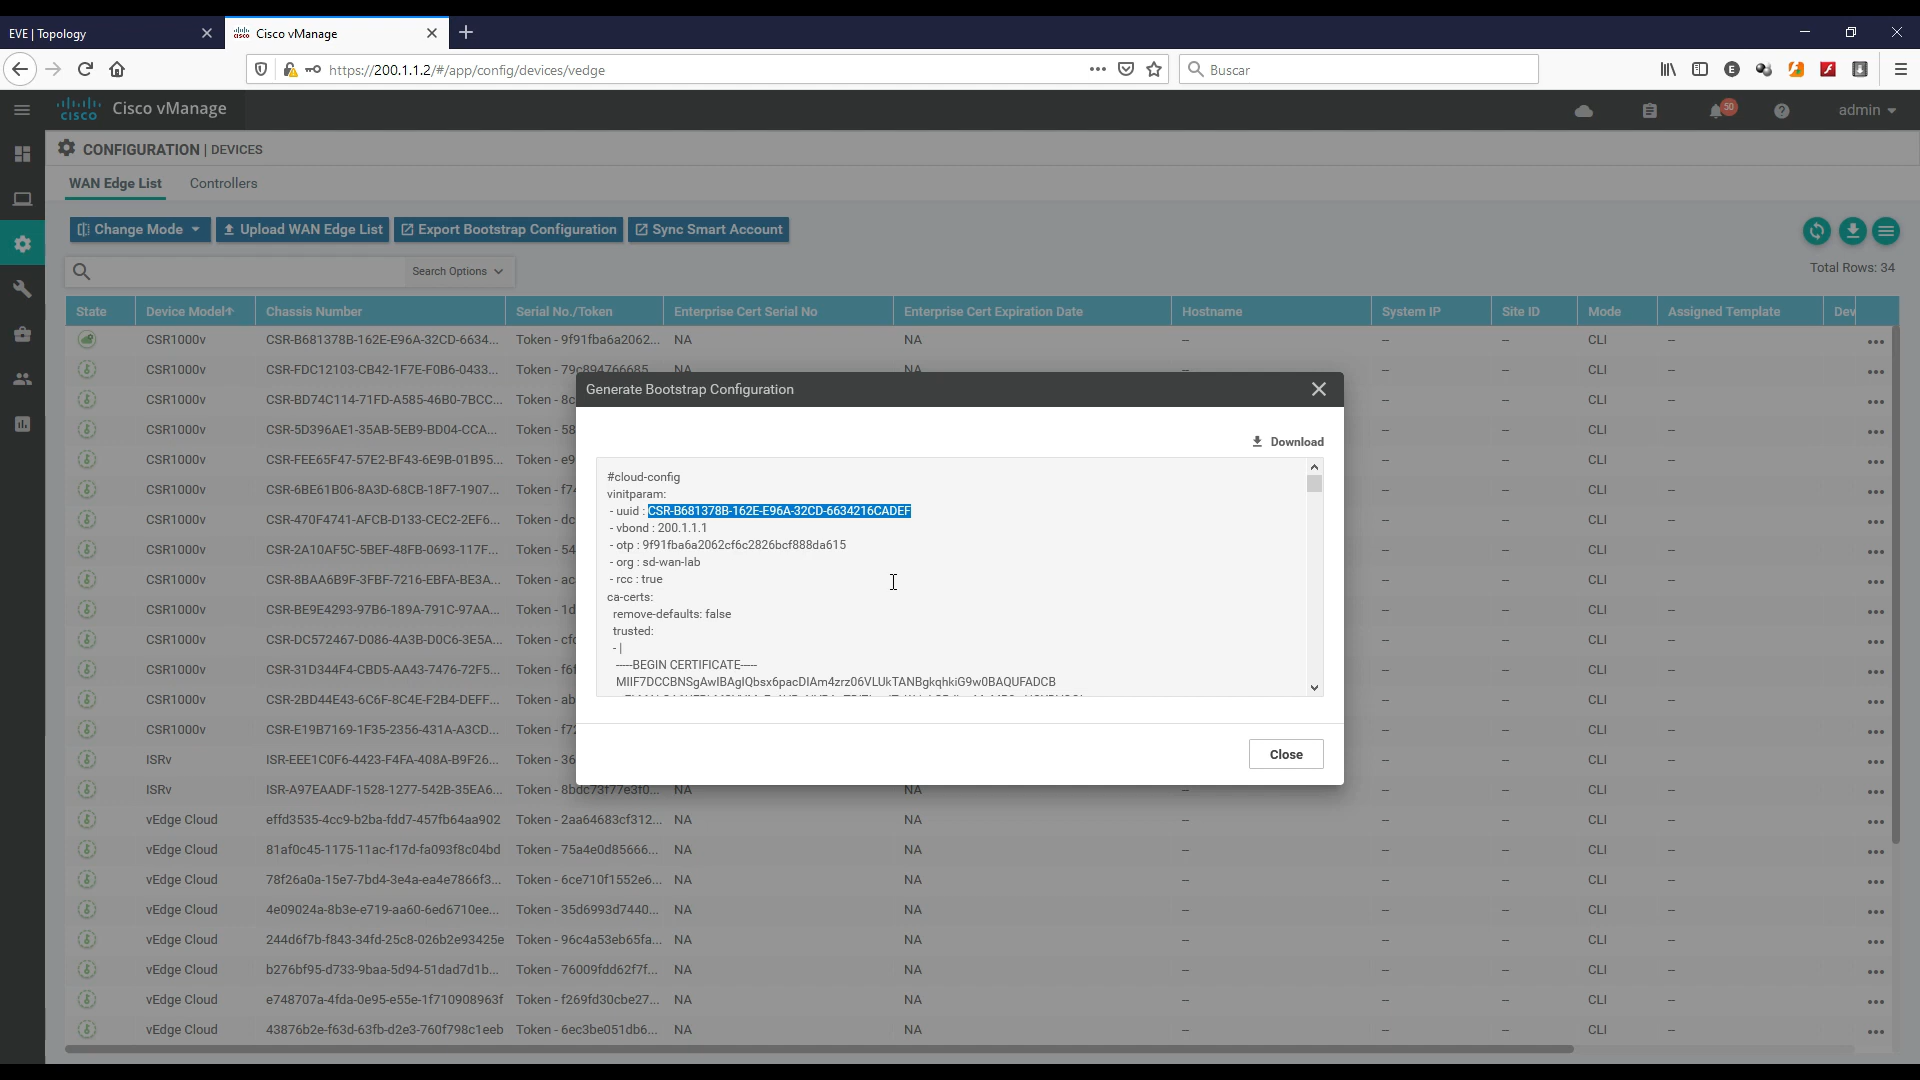 EVE | Topology
Cisco vManage
https://200.1.1.2/#/app/config/devices/vedge
Buscar
cisco Cisco vManage
50
admin
CONFIGURATION | DEVICES
WAN Edge List Controllers
Change Mode Upload WAN Edge List Export Bootstrap Configuration Sync Smart Account
Search Options
Total Rows: 34
State Device Model Chassis Number Serial No./Token Enterprise Cert Serial No Enterprise Cert Expiration Date Hostname System IP Site ID Mode Assigned Template Dev
CSR1000v CSR-B681378B-162E-E96A-32CD-6634... Token - 9f91fba6a2062... NA NA -- -- -- CLI --
CSR1000v CSR-FDC12103-CB42-1F7E-F0B6-0433... Token - 79c894766685 NA NA -- -- CLI --
CSR1000v CSR-BD74C114-71FD-A585-46B0-7BCC... Token - 8c -- -- CLI --
CSR1000v CSR-5D396AE1-35AB-5EB9-BD04-CCA... Token - 58 -- -- CLI --
CSR1000v CSR-FEE65F47-57E2-BF43-6E9B-01B95... Token - e9 -- -- CLI --
CSR1000v CSR-6BE61B06-8A3D-68CB-18F7-1907... Token - f74 -- -- CLI --
CSR1000v CSR-470F4741-AFCB-D133-CEC2-2EF6... Token - dc -- -- CLI --
CSR1000v CSR-2A10AF5C-5BEF-48FB-0693-117F... Token - 54 -- -- CLI --
CSR1000v CSR-8BAA6B9F-3FBF-7216-EBFA-BE3A... Token - ac -- -- CLI --
CSR1000v CSR-BE9E4293-97B6-189A-791C-97AA... Token - 1d -- -- CLI --
CSR1000v CSR-DC572467-D086-4A3B-D0C6-3E5A... Token - cfc -- -- CLI --
CSR1000v CSR-31D344F4-CBD5-AA43-7476-72F5... Token - f6f -- -- CLI --
CSR1000v CSR-2BD44E43-6C6F-8C4E-F2B4-DEFF... Token - ab -- -- CLI --
CSR1000v CSR-E19B7169-1F35-2356-431A-A3CD... Token - f72 -- -- CLI --
ISRv ISR-EEE1C0F6-4423-F4FA-408A-B9F26... Token - 36 -- -- CLI --
ISRv ISR-A97EAADF-1528-1277-542B-35EA6... Token - 8bdc73f77e3f0... NA NA -- -- -- CLI --
vEdge Cloud effd3535-4cc9-b2ba-fdd7-457fb64aa902 Token - 2aa64683cf312... NA NA -- -- -- CLI --
vEdge Cloud 81af0c45-1175-11ac-f17d-fa093f8c04bd Token - 75a4e0d85666... NA NA -- -- -- CLI --
vEdge Cloud 78f26a0a-15e7-7bd4-3e4a-ea4e7866f3... Token - 6ce710f1552e6... NA NA -- -- -- CLI --
vEdge Cloud 4e09024a-8b3e-e719-aa60-6ed6710ee... Token - 35d6993d7440... NA NA -- -- -- CLI --
vEdge Cloud 244d6f7b-f843-34fd-25c8-026b2e93425e Token - 96c4a53eb65fa... NA NA -- -- -- CLI --
vEdge Cloud b276bf95-d733-9baa-5d94-51dad7d1b... Token - 76009fdd62f7f... NA NA -- -- -- CLI --
vEdge Cloud e748707a-4fda-0e95-e55e-1f710908963f Token - f269fd30cbe27... NA NA -- -- -- CLI --
vEdge Cloud 43876b2e-f63d-63fb-d2e3-760f798c1eeb Token - 6ec3be051db6... NA NA -- -- -- CLI --
Generate Bootstrap Configuration
Download
#cloud-config
vinitparam:
- uuid : CSR-B681378B-162E-E96A-32CD-6634216CADEF
- vbond : 200.1.1.1
- otp : 9f91fba6a2062cf6c2826bcf888da615
- org : sd-wan-lab
- rcc : true
ca-certs:
remove-defaults: false
trusted:
- |
-----BEGIN CERTIFICATE-----
MIIF7DCCBNSgAwIBAgIQbsx6pacDIAm4zrz06VLUkTANBgkqhkiG9w0BAQUFADCB
Close